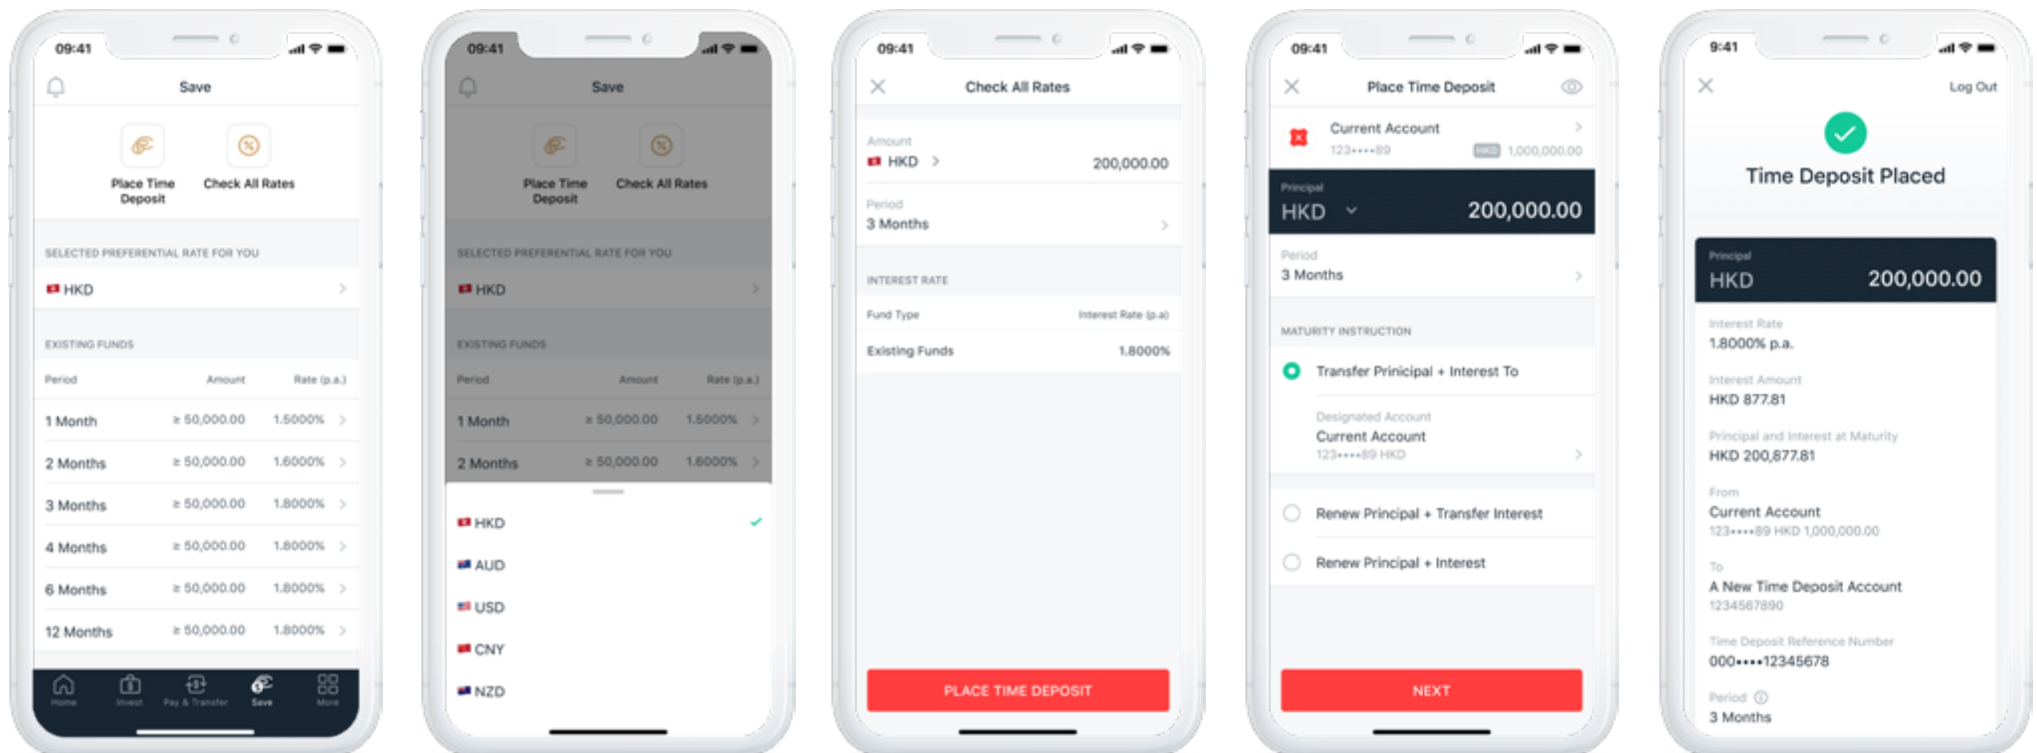 09:41
Save
Place Time
Deposit
Check All Rates
SELECTED PREFERENTIAL RATE FOR YOU
HKD
EXISTING FUNDS
Period Amount Rate (p.a.)
1 Month ≥ 50,000.00 1.5000%
2 Months ≥ 50,000.00 1.6000%
3 Months ≥ 50,000.00 1.8000%
4 Months ≥ 50,000.00 1.8000%
6 Months ≥ 50,000.00 1.8000%
12 Months ≥ 50,000.00 1.8000%
Home Invest Pay & Transfer Save More
09:41
Save
Place Time
Deposit
Check All Rates
SELECTED PREFERENTIAL RATE FOR YOU
HKD
EXISTING FUNDS
Period Amount Rate (p.a.)
1 Month ≥ 50,000.00 1.5000%
2 Months ≥ 50,000.00 1.6000%
HKD
AUD
USD
CNY
NZD
09:41
Check All Rates
Amount
HKD 200,000.00
Period
3 Months
INTEREST RATE
Fund Type Interest Rate (p.a)
Existing Funds 1.8000%
PLACE TIME DEPOSIT
09:41
Place Time Deposit
Current Account
123••••89 HKD 1,000,000.00
Principal
HKD 200,000.00
Period
3 Months
MATURITY INSTRUCTION
Transfer Prinicipal + Interest To
Designated Account
Current Account
123••••89 HKD
Renew Principal + Transfer Interest
Renew Principal + Interest
NEXT
9:41
Log Out
Time Deposit Placed
Principal
HKD 200,000.00
Interest Rate
1.8000% p.a.
Interest Amount
HKD 877.81
Principal and Interest at Maturity
HKD 200,877.81
From
Current Account
123••••89 HKD 1,000,000.00
To
A New Time Deposit Account
1234567890
Time Deposit Reference Number
000••••12345678
Period
3 Months